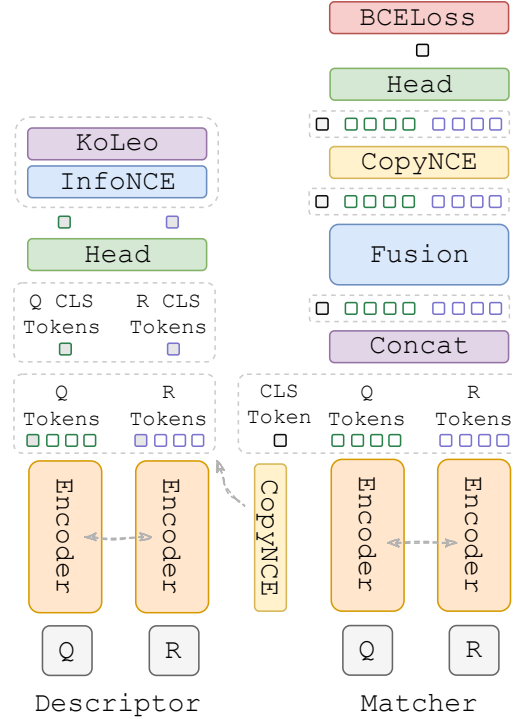 BCELoss
Head
CopyNCE
Fusion
Concat
CLS
Token
Q
Tokens
R
Tokens
Encoder
Encoder
Q
R
Matcher
KoLeo
InfoNCE
Head
Q CLS
Tokens
R CLS
Tokens
Q
Tokens
R
Tokens
Encoder
Encoder
CopyNCE
Q
R
Descriptor